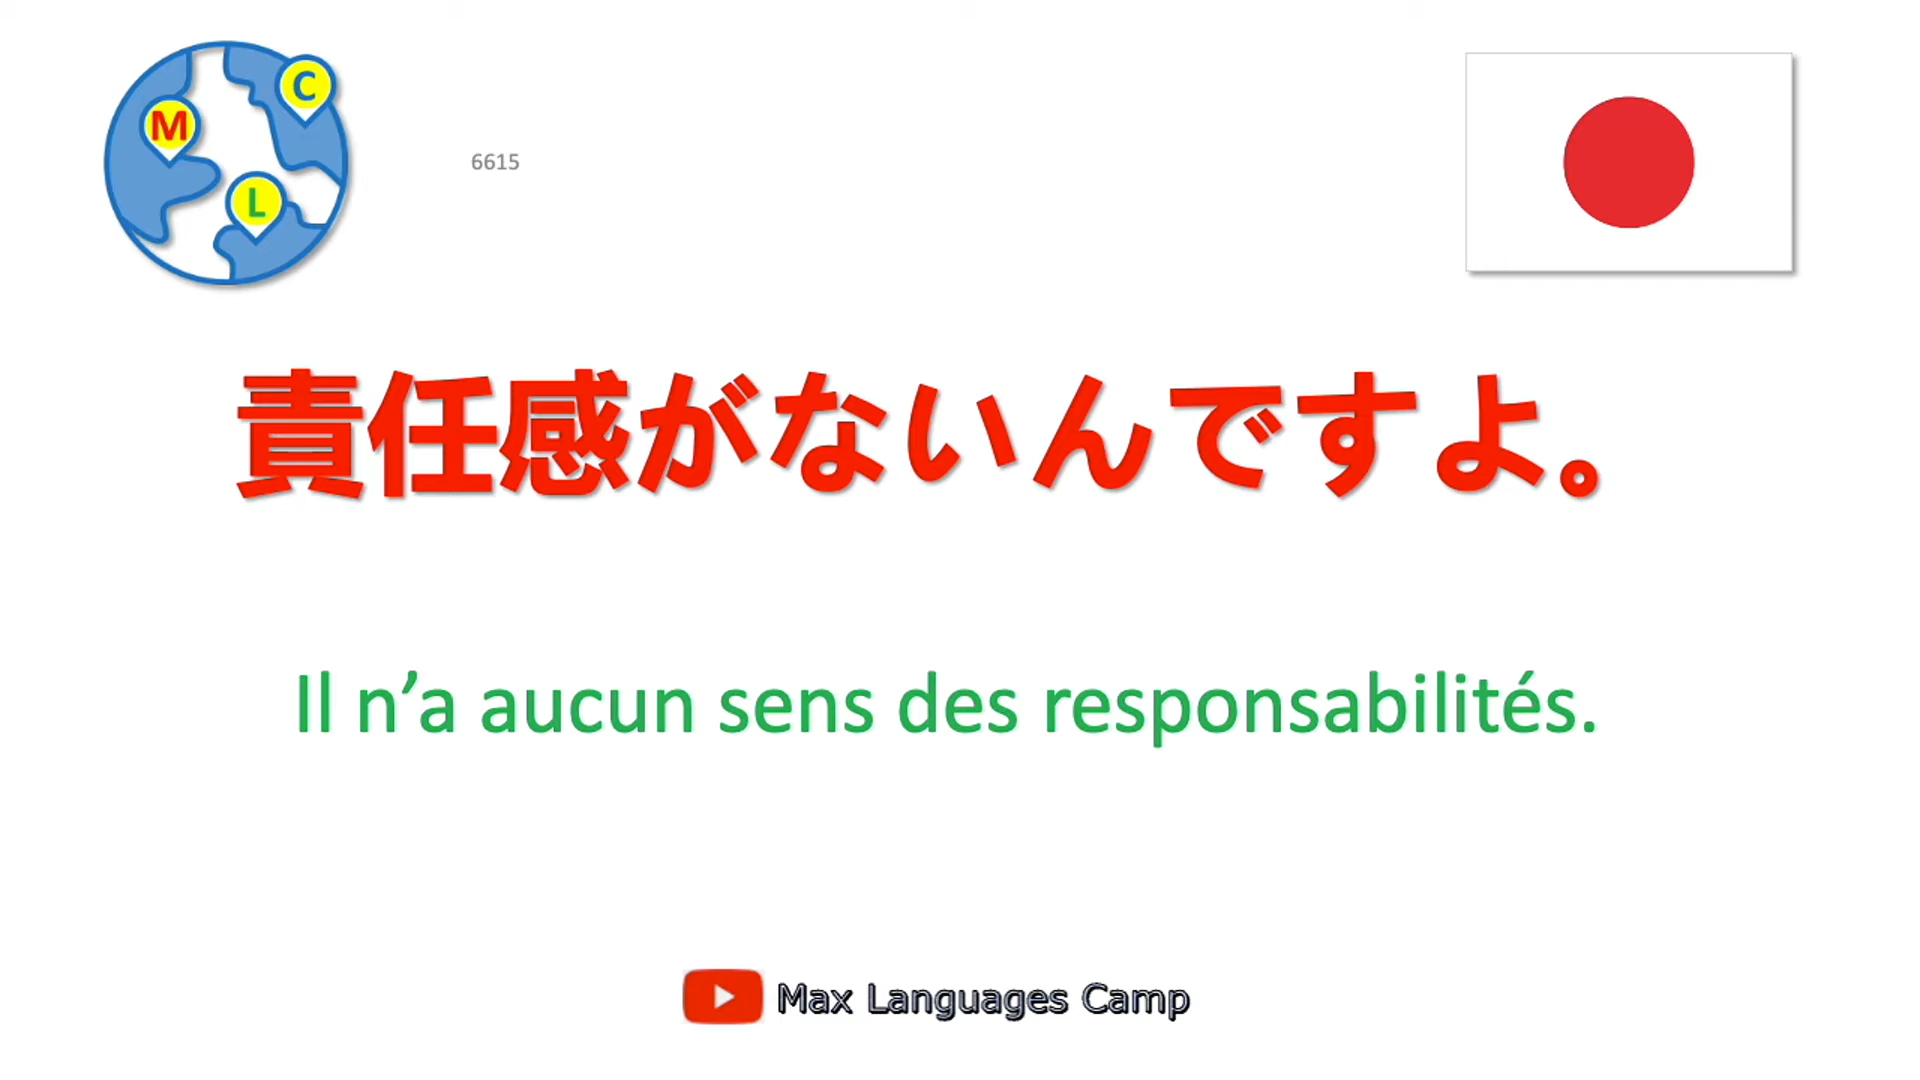 M
C
L
6615
責任感がないんですよ。
Il n’a aucun sens des responsabilités.
Max Languages Camp